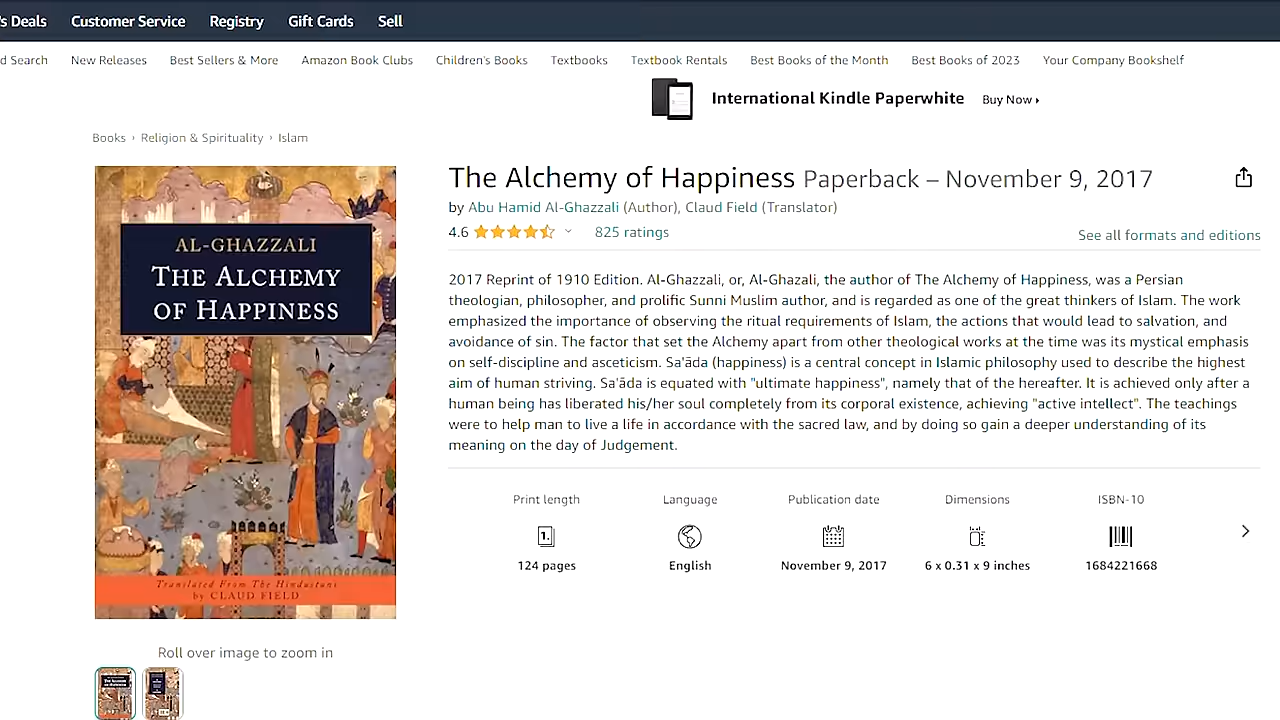 's Deals Customer Service Registry Gift Cards Sell
d Search New Releases Best Sellers & More Amazon Book Clubs Children's Books Textbooks Textbook Rentals Best Books of the Month Best Books of 2023 Your Company Bookshelf
International Kindle Paperwhite Buy Now
Books › Religion & Spirituality › Islam
The Alchemy of Happiness Paperback – November 9, 2017
by Abu Hamid Al-Ghazzali (Author), Claud Field (Translator)
4.6 825 ratings
See all formats and editions
AL-GHAZZALI
THE ALCHEMY
OF HAPPINESS
Translated From The Hindustani
by CLAUD FIELD
2017 Reprint of 1910 Edition. Al-Ghazzali, or, Al-Ghazali, the author of The Alchemy of Happiness, was a Persian
theologian, philosopher, and prolific Sunni Muslim author, and is regarded as one of the great thinkers of Islam. The work
emphasized the importance of observing the ritual requirements of Islam, the actions that would lead to salvation, and
avoidance of sin. The factor that set the Alchemy apart from other theological works at the time was its mystical emphasis
on self-discipline and asceticism. Sa'āda (happiness) is a central concept in Islamic philosophy used to describe the highest
aim of human striving. Sa'āda is equated with "ultimate happiness", namely that of the hereafter. It is achieved only after a
human being has liberated his/her soul completely from its corporal existence, achieving "active intellect". The teachings
were to help man to live a life in accordance with the sacred law, and by doing so gain a deeper understanding of its
meaning on the day of Judgement.
Print length Language Publication date Dimensions ISBN-10
1.
124 pages English November 9, 2017 6 x 0.31 x 9 inches 1684221668
Roll over image to zoom in